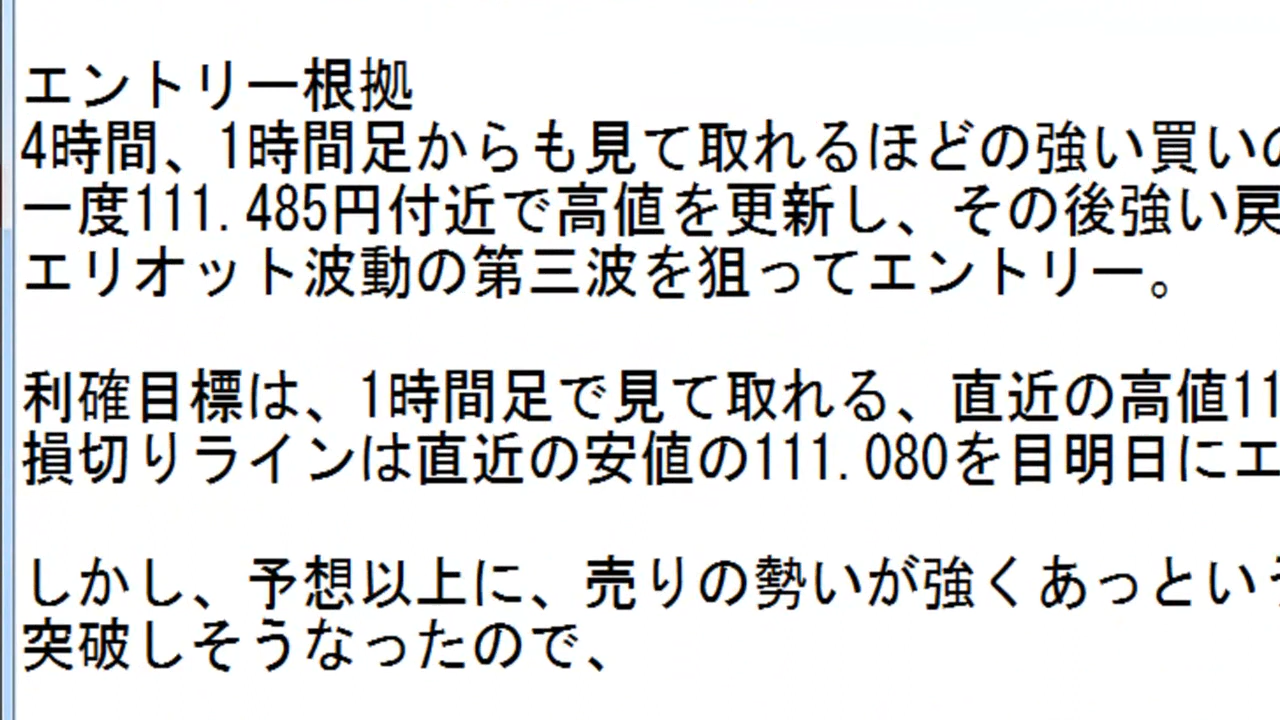 エントリー根拠
4時間、1時間足からも見て取れるほどの強い買いの
一度111.485円付近で高値を更新し、その後強い戻
エリオット波動の第三波を狙ってエントリー。
利確目標は、1時間足で見て取れる、直近の高値11
損切りラインは直近の安値の111.080を目明日にエ
しかし、予想以上に、売りの勢いが強くあっという
突破しそうなったので、